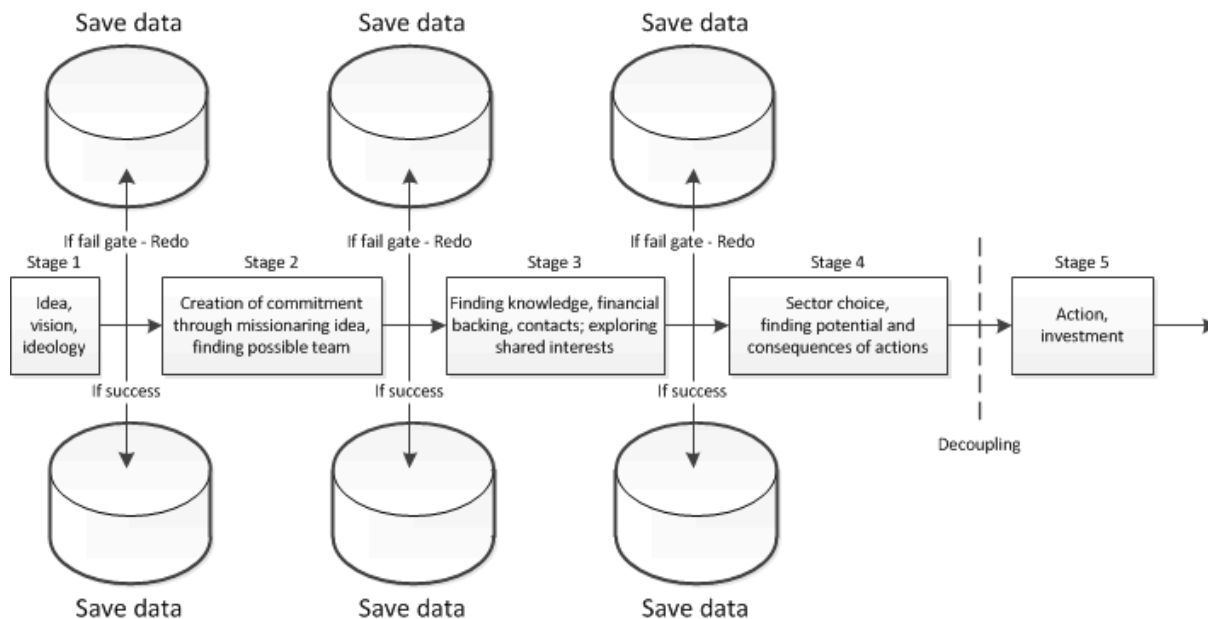 Save data
Save data
Save data
If fail gate - Redo
If fail gate - Redo
If fail gate - Redo
Stage 1
Stage 2
Stage 3
Stage 4
Stage 5
Idea,
vision,
ideology
Creation of commitment
through missionaring idea,
finding possible team
Finding knowledge, financial
backing, contacts; exploring
shared interests
Sector choice,
finding potential and
consequences of actions
Action,
investment
If success
If success
If success
Decoupling
Save data
Save data
Save data